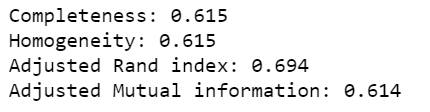 Completeness: 0.615
Homogeneity: 0.615
Adjusted Rand index: 0.694
Adjusted Mutual information: 0.614